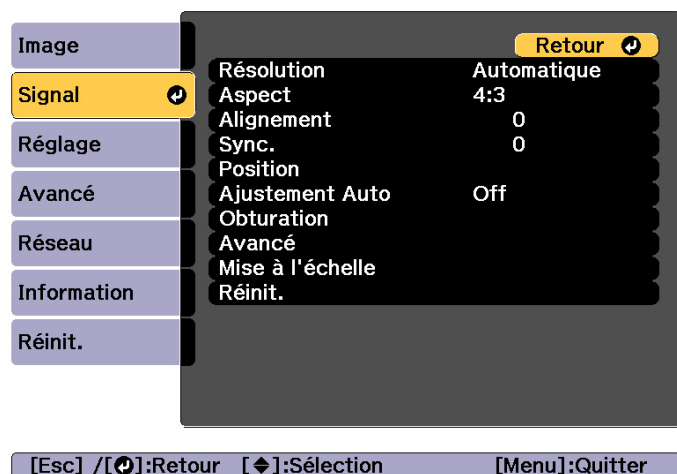 Image
Signal
Réglage
Avancé
Réseau
Information
Réinit.
Retour
Résolution Automatique
Aspect 4:3
Alignement 0
Sync. 0
Position
Ajustement Auto Off
Obturation
Avancé
Mise à l'échelle
Réinit.
[Esc] /[]:Retour []:Sélection [Menu]:Quitter